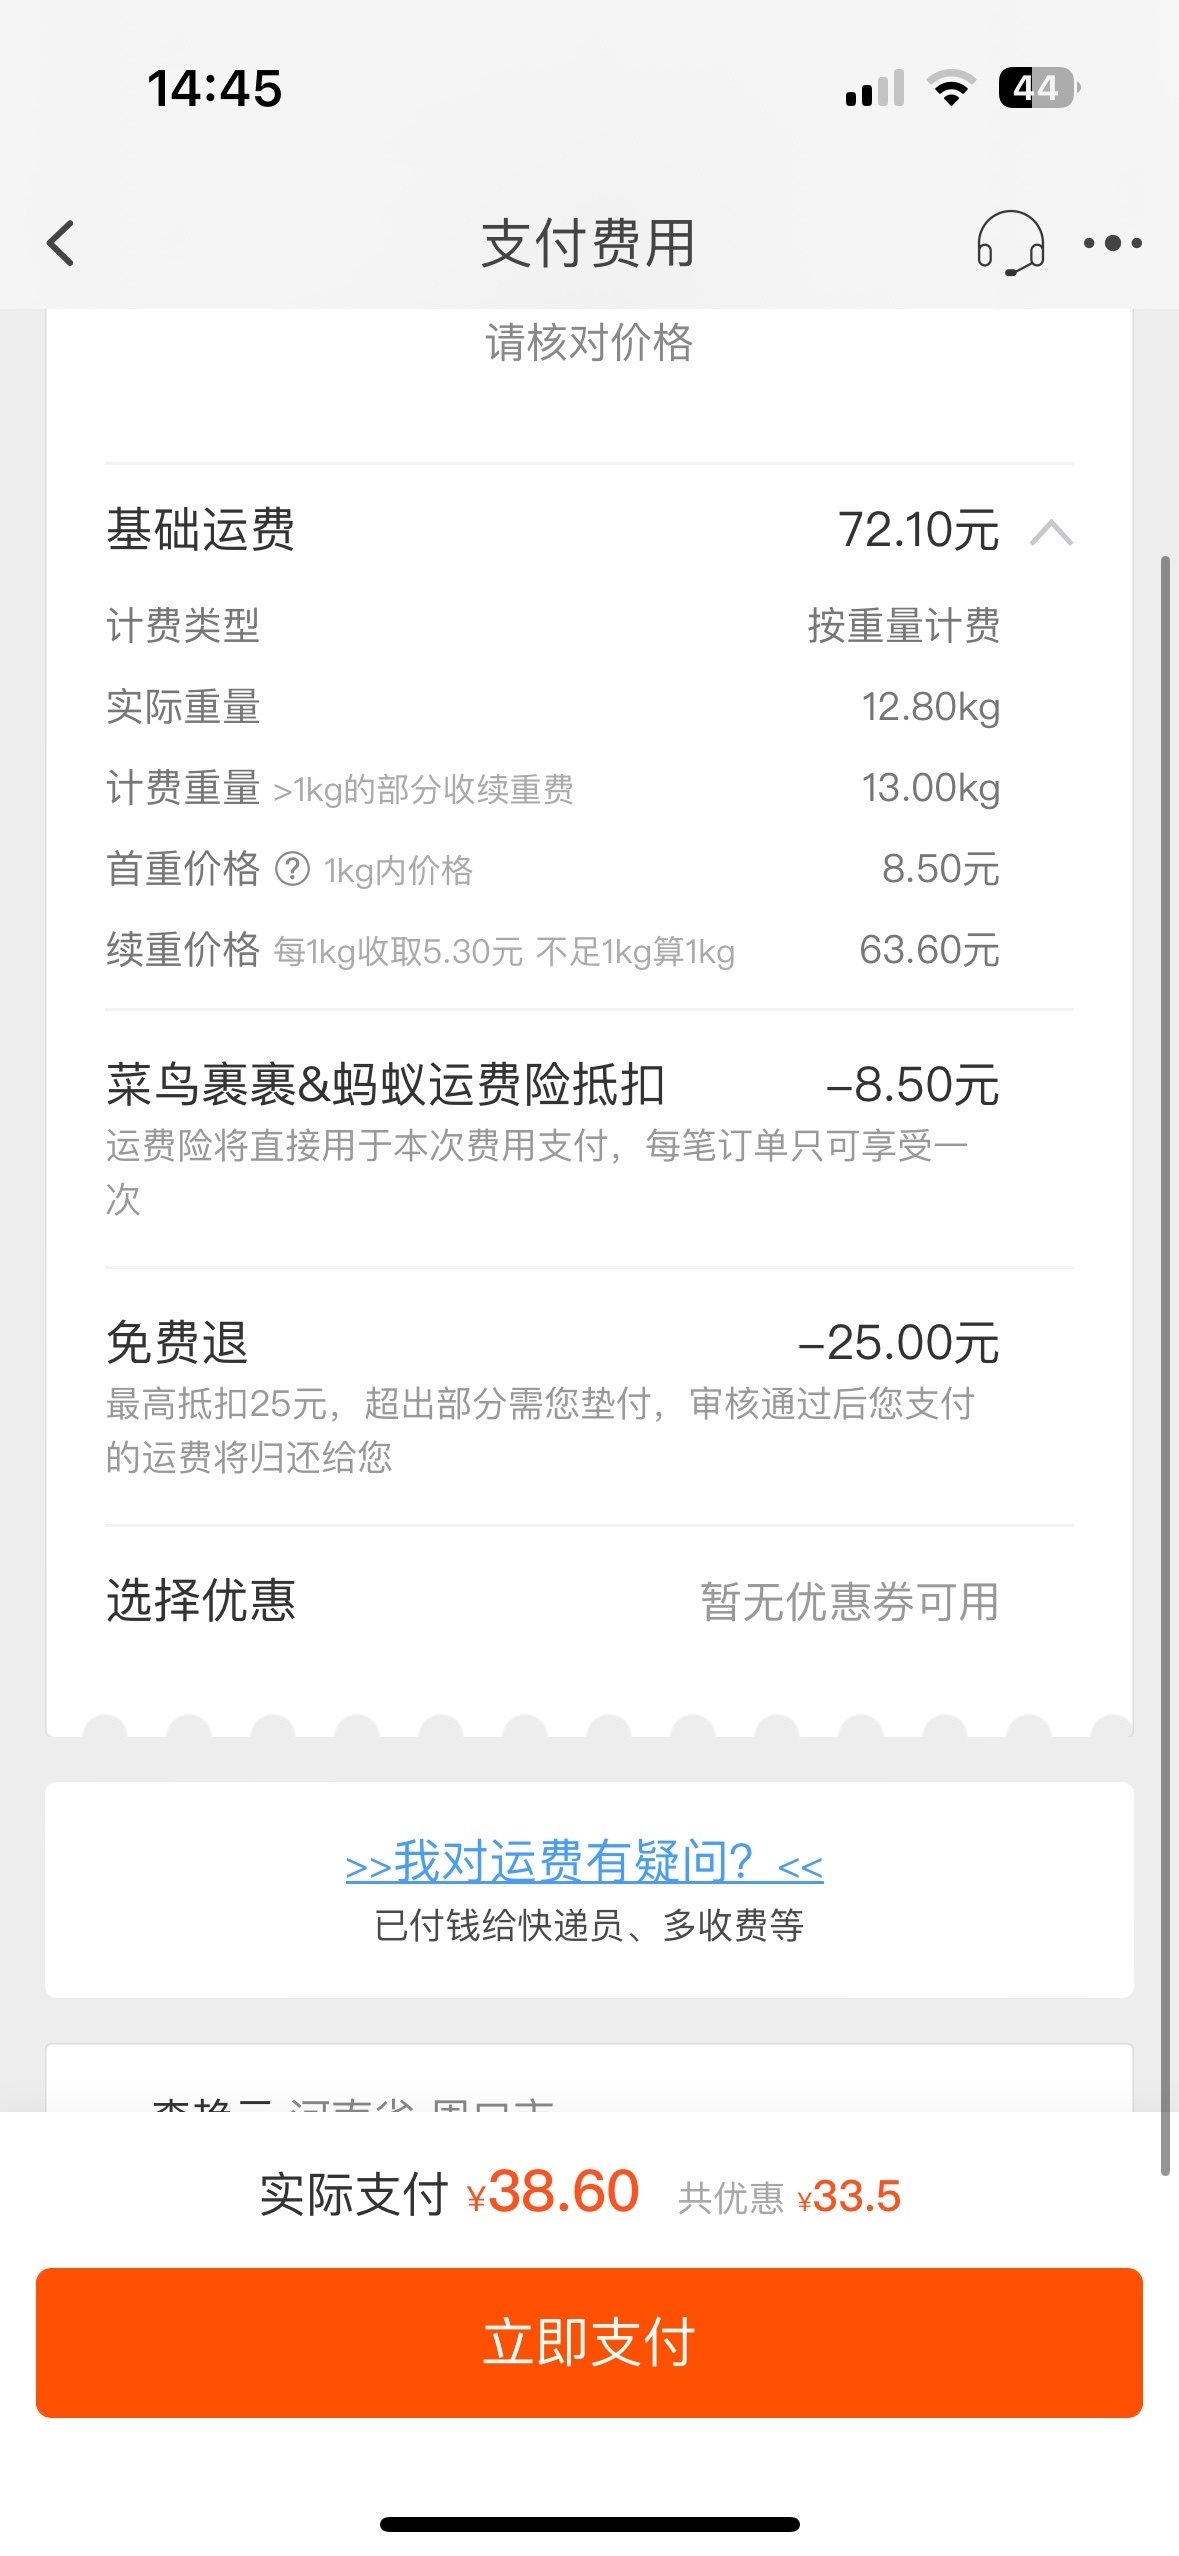 14:45
44
支付费用
请核对价格
基础运费 72.10元
计费类型 按重量计费
实际重量 12.80kg
计费重量 >1kg的部分收续重费 13.00kg
首重价格 ? 1kg内价格 8.50元
续重价格 每1kg收取5.30元 不足1kg算1kg 63.60元
菜鸟裹裹&蚂蚁运费险抵扣 -8.50元
运费险将直接用于本次费用支付，每笔订单只可享受一
次
免费退 -25.00元
最高抵扣25元，超出部分需您垫付，审核通过后您支付
的运费将归还给您
选择优惠 暂无优惠券可用
>>我对运费有疑问？<<
已付钱给快递员、多收费等
河南省 周口市
实际支付 ¥38.60 共优惠 ¥33.5
立即支付